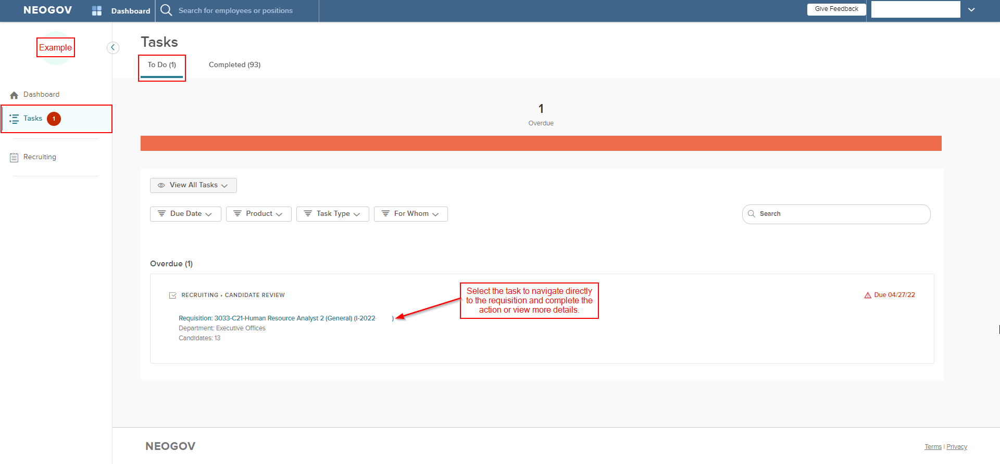 NEOGOV
Dashboard
Search for employees or positions
Give Feedback
Example
Tasks
To Do (1)
Completed (93)
Dashboard
Tasks
1
Recruiting
1
Overdue
View All Tasks
Due Date
Product
Task Type
For Whom
Search
Overdue (1)
RECRUITING • CANDIDATE REVIEW
Due 04/27/22
Requisition: 3033-C21-Human Resource Analyst 2 (General) (I-2022- )
Department: Executive Offices
Candidates: 13
Select the task to navigate directly
to the requisition and complete the
action or view more details.
NEOGOV
Terms | Privacy